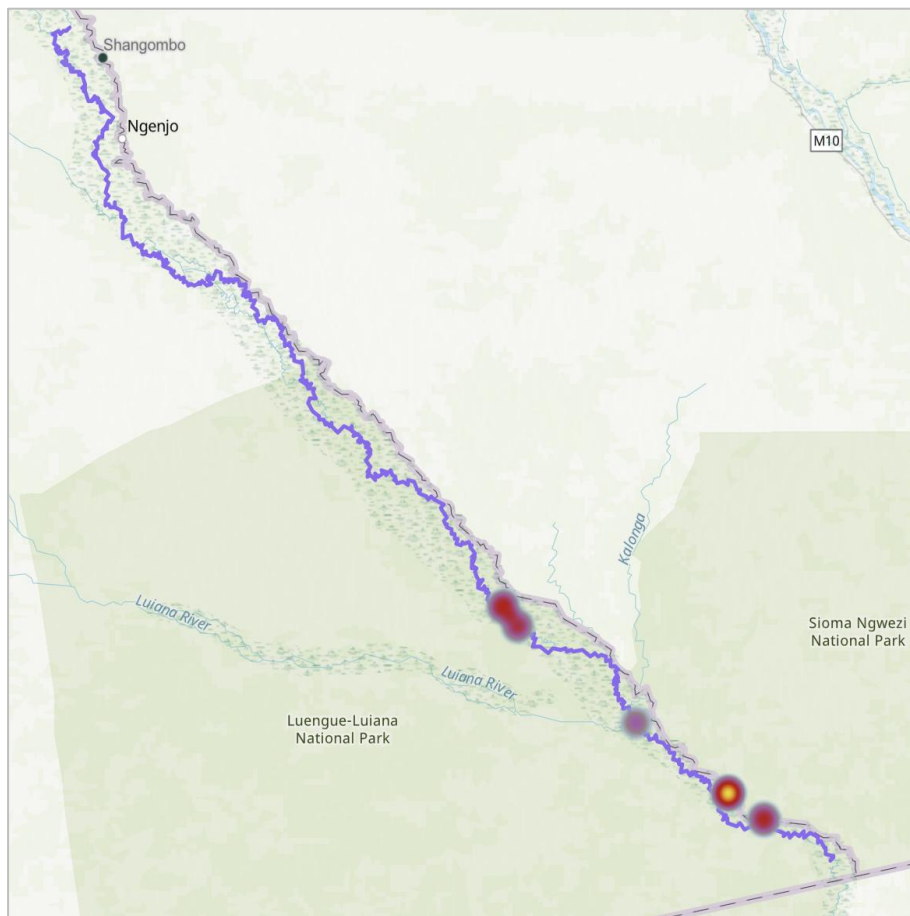 Shangombo
Ngenjo
M10
Kalonga
Luiana River
Sioma Ngwezi
National Park
Luiana River
Luengue-Luiana
National Park